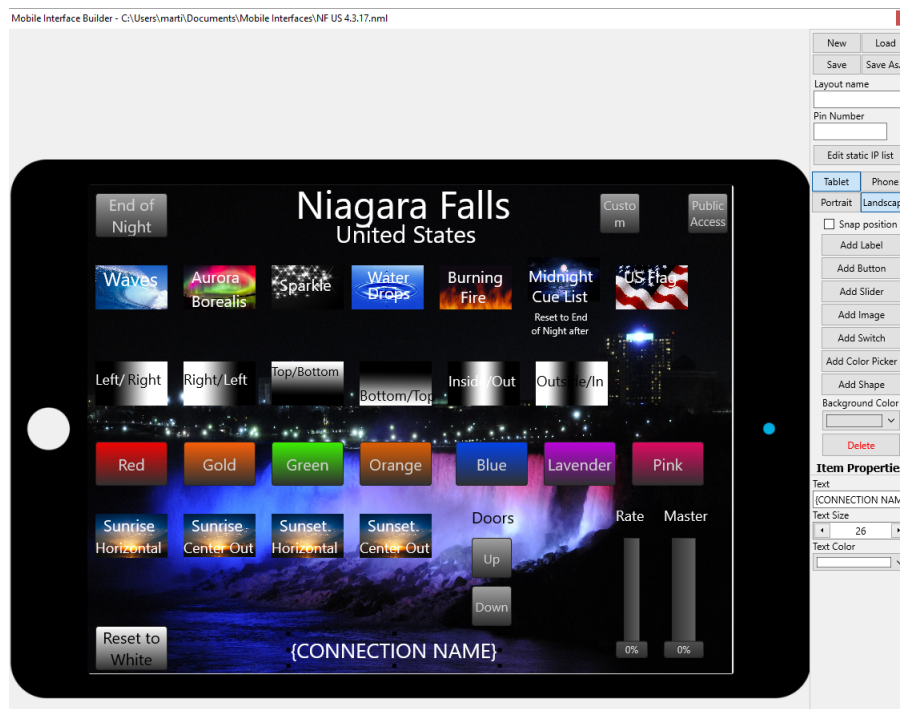 Mobile Interface Builder - C:\Users\marti\Documents\Mobile Interfaces\NF US 4.3.17.nml
New Load
Save Save As.
Layout name
Pin Number
Edit static IP list
Tablet Phone
Portrait Landscap
Snap position
Add Label
Add Button
Add Slider
Add Image
Add Switch
Add Color Picker
Add Shape
Background Color
Delete
Item Propertie
Text
{CONNECTION NAM
Text Size
26
Text Color
End of
Night
Niagara Falls
United States
Custo
m
Public
Access
Waves
Aurora
Borealis
Sparkle
Water
Drops
Burning
Fire
Midnight
Cue List
Reset to End
of Night after
US Flag
Left/ Right
Right/Left
Top/Bottom
Bottom/Top
Inside/Out
Outside/In
Red
Gold
Green
Orange
Blue
Lavender
Pink
Sunrise
Horizontal
Sunrise
Center Out
Sunset
Horizontal
Sunset
Center Out
Doors
Up
Down
Rate
Master
0%
0%
Reset to
White
{CONNECTION NAME}